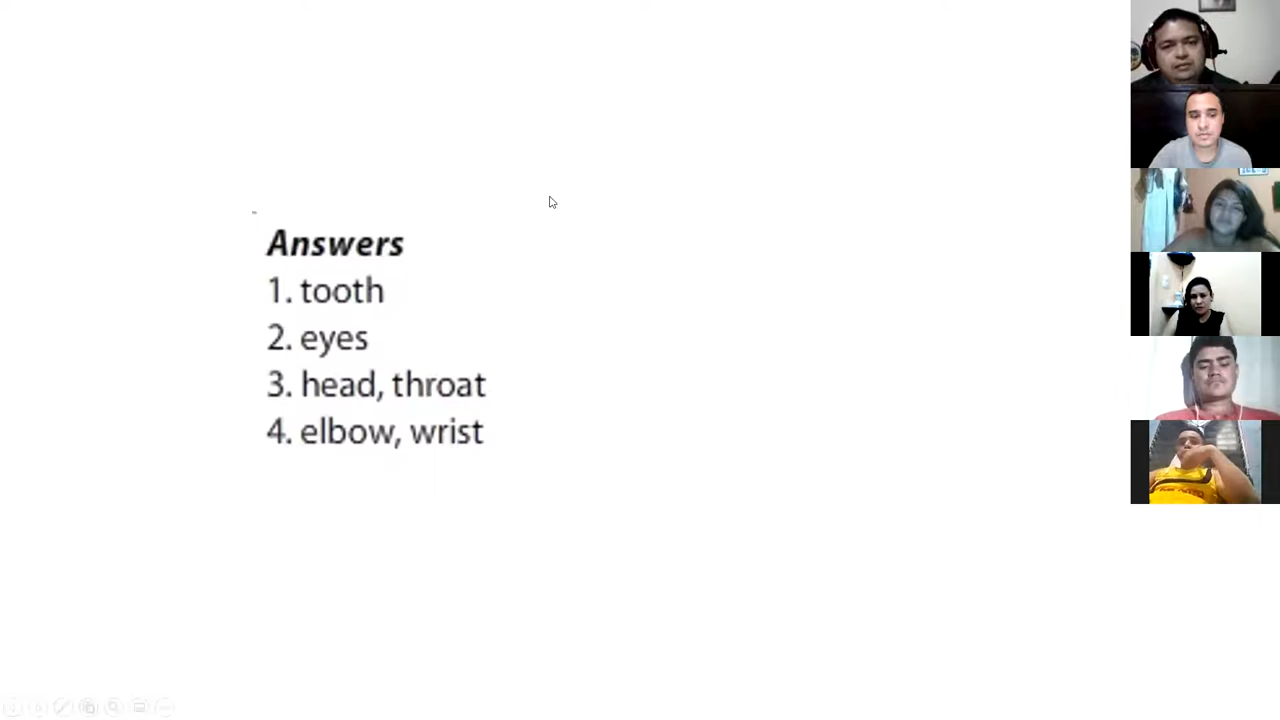 Answers
1. tooth
2. eyes
3. head, throat
4. elbow, wrist